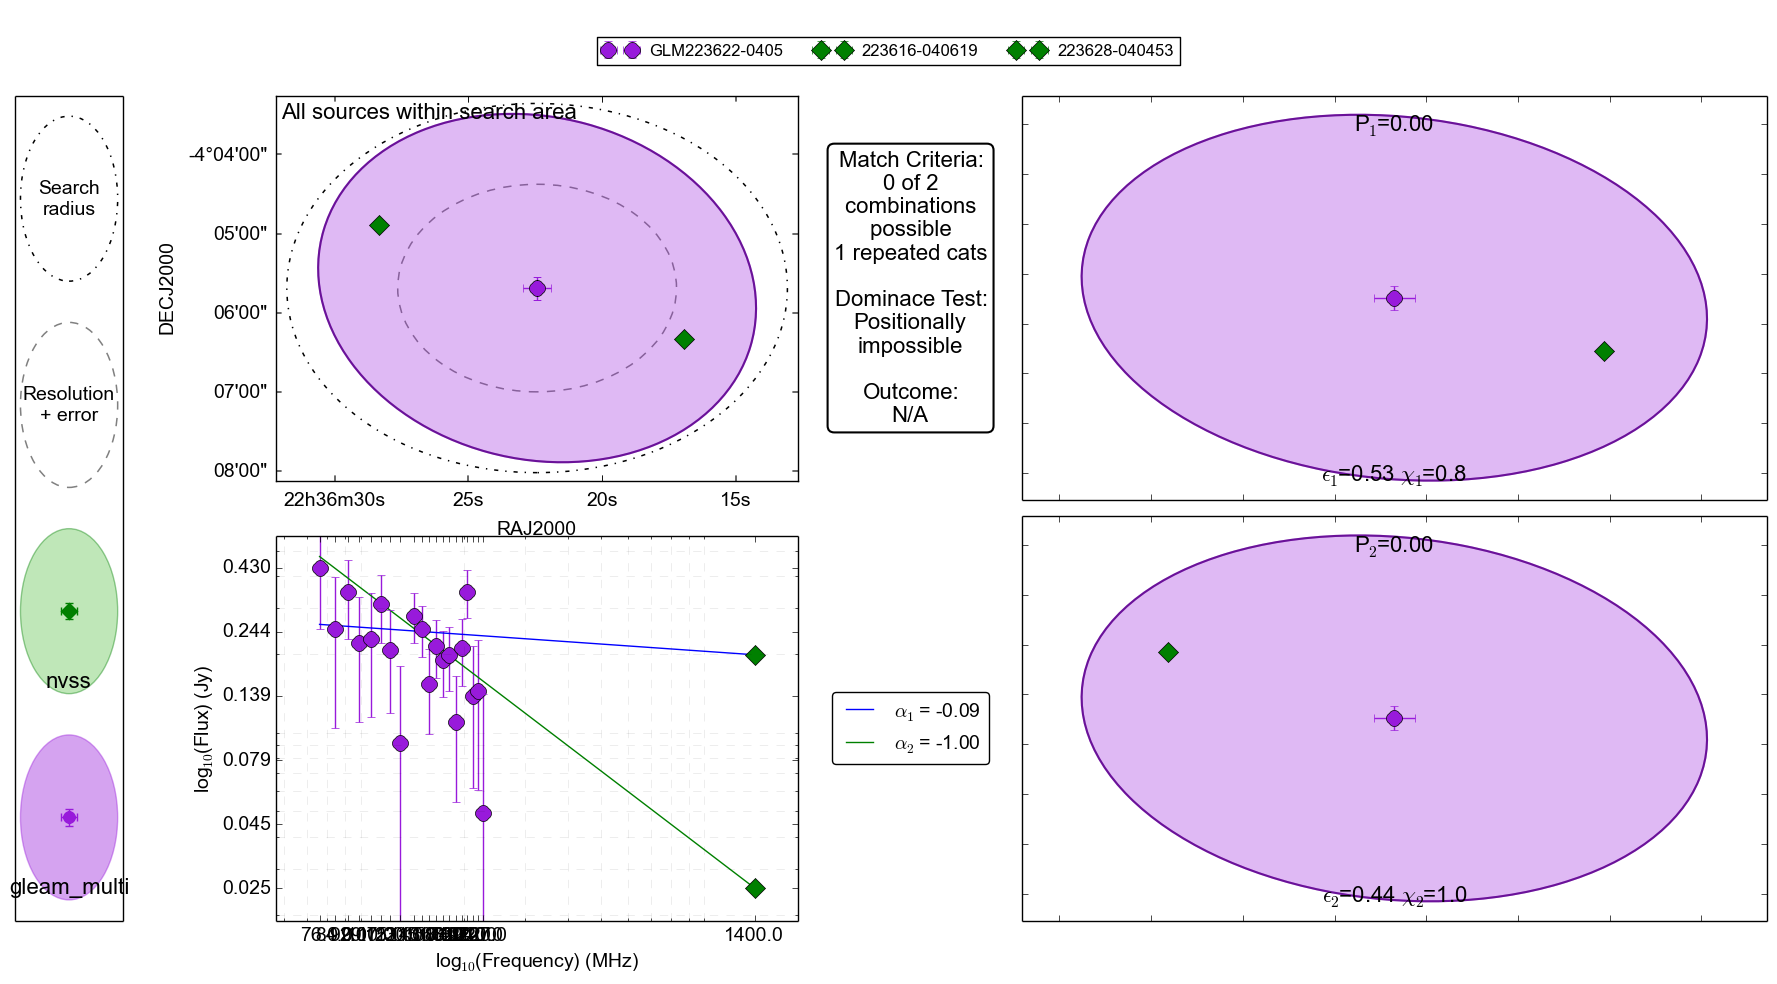 GLM223622-0405 223616-040619 223628-040453
Search
radius
Resolution
+ error
nvss
gleam_multi
All sources within search area
-4°04'00"
05'00"
06'00"
07'00"
08'00"
DECJ2000
22h36m30s 25s 20s 15s
RAJ2000
Match Criteria:
0 of 2
combinations
possible
1 repeated cats
Dominace Test:
Positionally
impossible
Outcome:
N/A
P₁=0.00
ϵ₁=0.53 χ₁=0.8
0.430
0.244
0.139
0.079
0.045
0.025
log₁₀(Flux) (Jy)
1400.0
log₁₀(Frequency) (MHz)
α₁ = -0.09
α₂ = -1.00
P₂=0.00
ϵ₂=0.44 χ₂=1.0